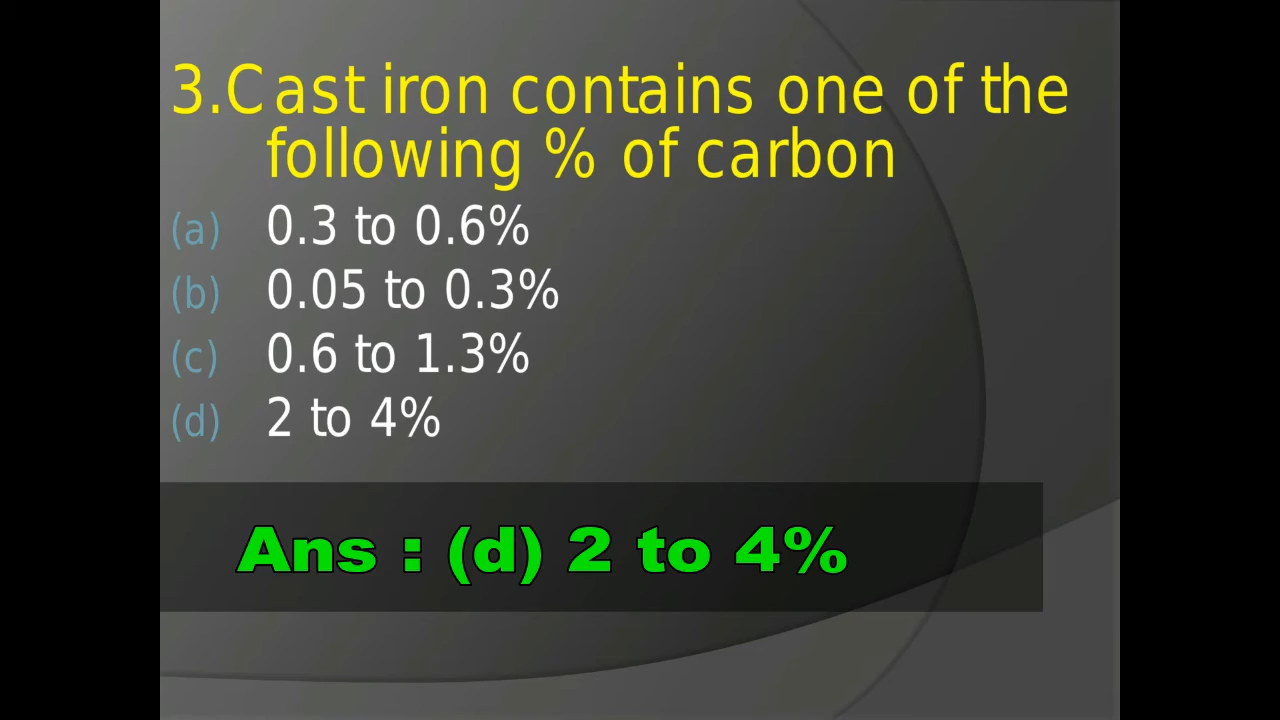 3.Cast iron contains one of the
following % of carbon
(a) 0.3 to 0.6%
(b) 0.05 to 0.3%
(c) 0.6 to 1.3%
(d) 2 to 4%
Ans : (d) 2 to 4%